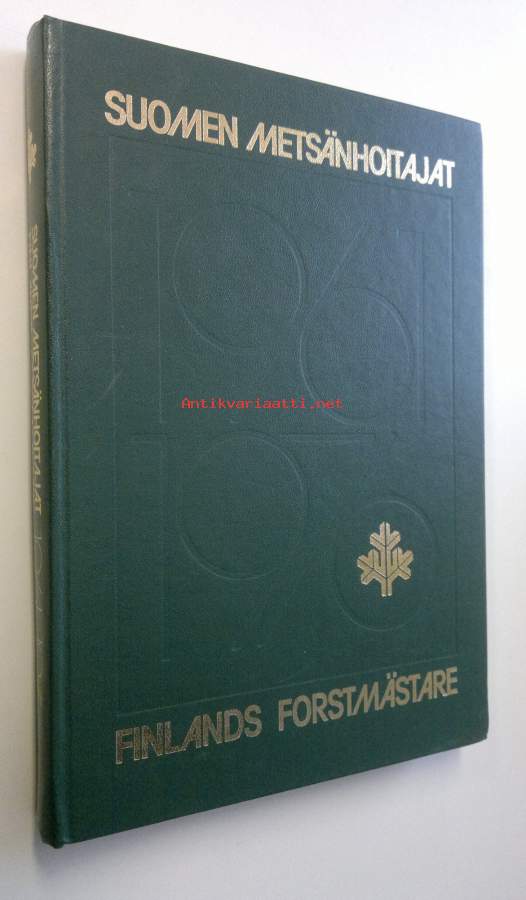 SUOMEN METSÄNHOITAJAT
Antikvariaatti.net
FINLANDS FORSTMÄSTARE
SUOMEN METSÄNHOITAJAT